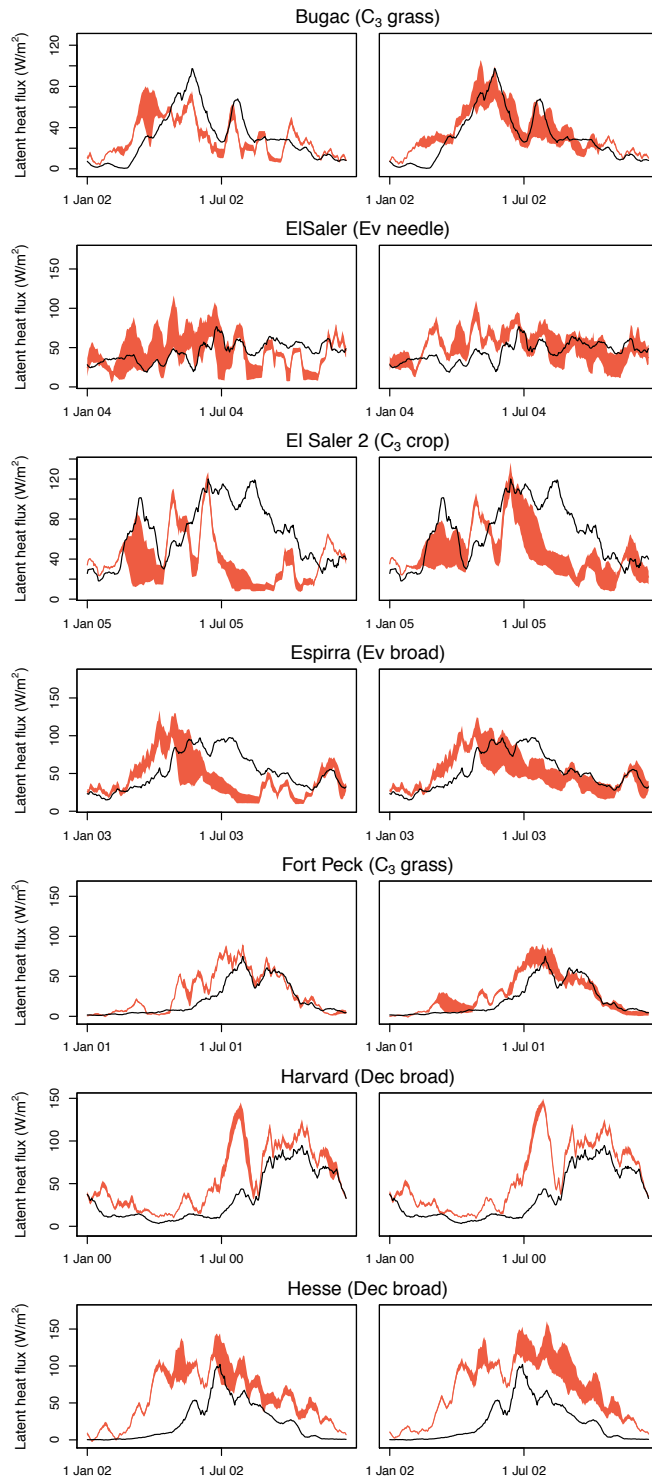 Bugac (C₃ grass)
Latent heat flux (W/m²)
0 40 80 120
1 Jan 02 1 Jul 02 1 Jan 02 1 Jul 02
ElSaler (Ev needle)
Latent heat flux (W/m²)
0 50 100 150
1 Jan 04 1 Jul 04 1 Jan 04 1 Jul 04
El Saler 2 (C₃ crop)
Latent heat flux (W/m²)
0 40 80 120
1 Jan 05 1 Jul 05 1 Jan 05 1 Jul 05
Espirra (Ev broad)
Latent heat flux (W/m²)
0 50 100 150
1 Jan 03 1 Jul 03 1 Jan 03 1 Jul 03
Fort Peck (C₃ grass)
Latent heat flux (W/m²)
0 50 100 150
1 Jan 01 1 Jul 01 1 Jan 01 1 Jul 01
Harvard (Dec broad)
Latent heat flux (W/m²)
0 50 100 150
1 Jan 00 1 Jul 00 1 Jan 00 1 Jul 00
Hesse (Dec broad)
Latent heat flux (W/m²)
0 50 100 150
1 Jan 02 1 Jul 02 1 Jan 02 1 Jul 02